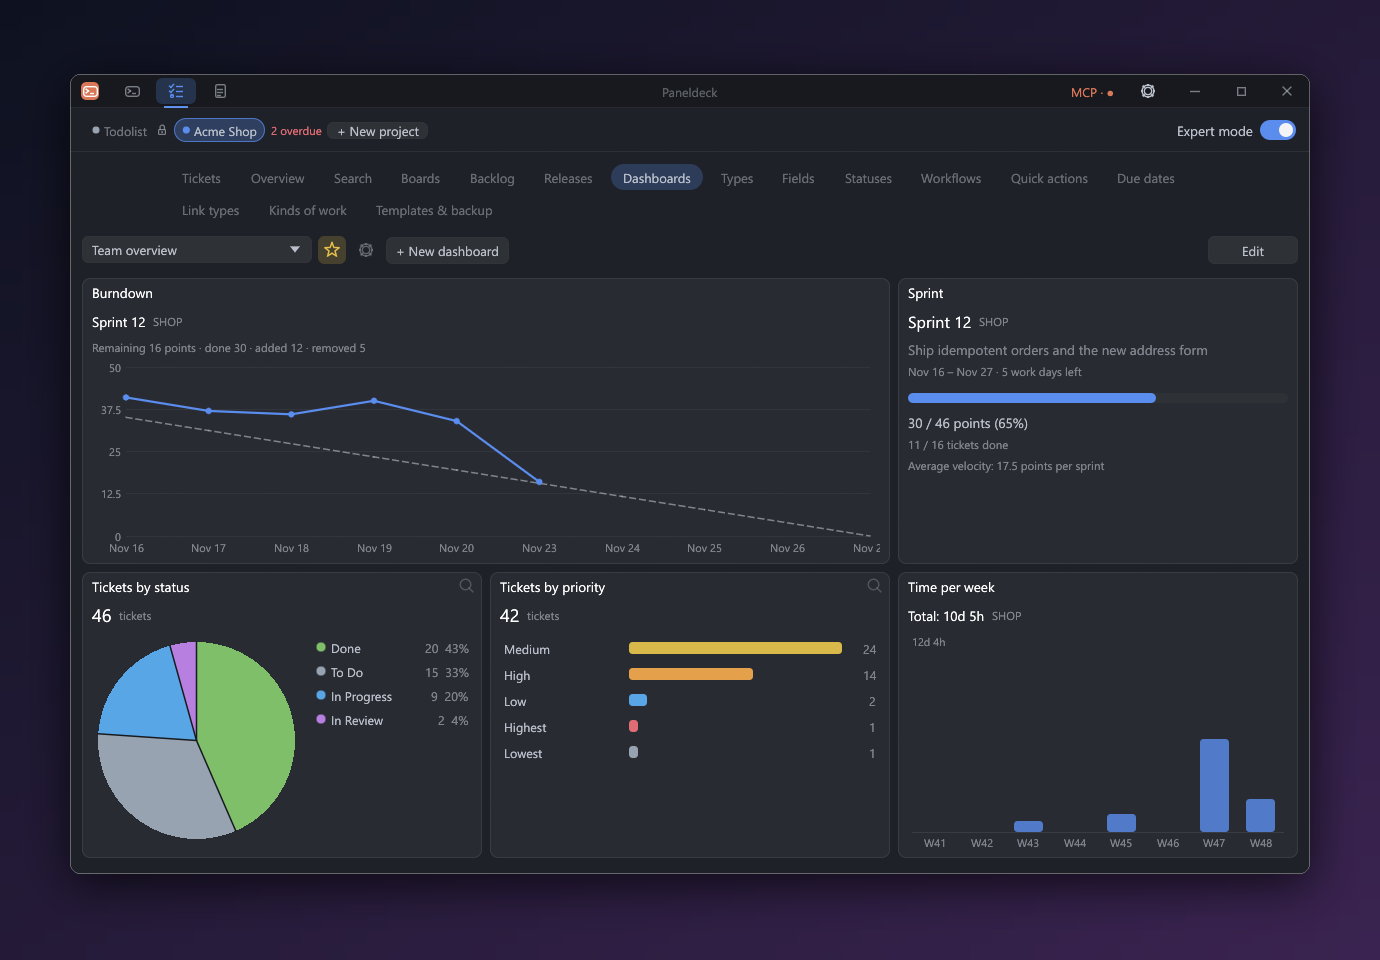 Paneldeck
MCP ·
Todolist
Acme Shop
2 overdue
+ New project
Expert mode
Tickets
Overview
Search
Boards
Backlog
Releases
Dashboards
Types
Fields
Statuses
Workflows
Quick actions
Due dates
Link types
Kinds of work
Templates & backup
Team overview
+ New dashboard
Edit
Burndown
Sprint 12 SHOP
Remaining 16 points · done 30 · added 12 · removed 5
50
37.5
25
12.5
0
Nov 16
Nov 17
Nov 18
Nov 19
Nov 20
Nov 23
Nov 24
Nov 25
Nov 26
Nov 2
Sprint
Sprint 12 SHOP
Ship idempotent orders and the new address form
Nov 16 – Nov 27 · 5 work days left
30 / 46 points (65%)
11 / 16 tickets done
Average velocity: 17.5 points per sprint
Tickets by status
46 tickets
Done 20 43%
To Do 15 33%
In Progress 9 20%
In Review 2 4%
Tickets by priority
42 tickets
Medium 24
High 14
Low 2
Highest 1
Lowest 1
Time per week
Total: 10d 5h SHOP
12d 4h
W41
W42
W43
W44
W45
W46
W47
W48